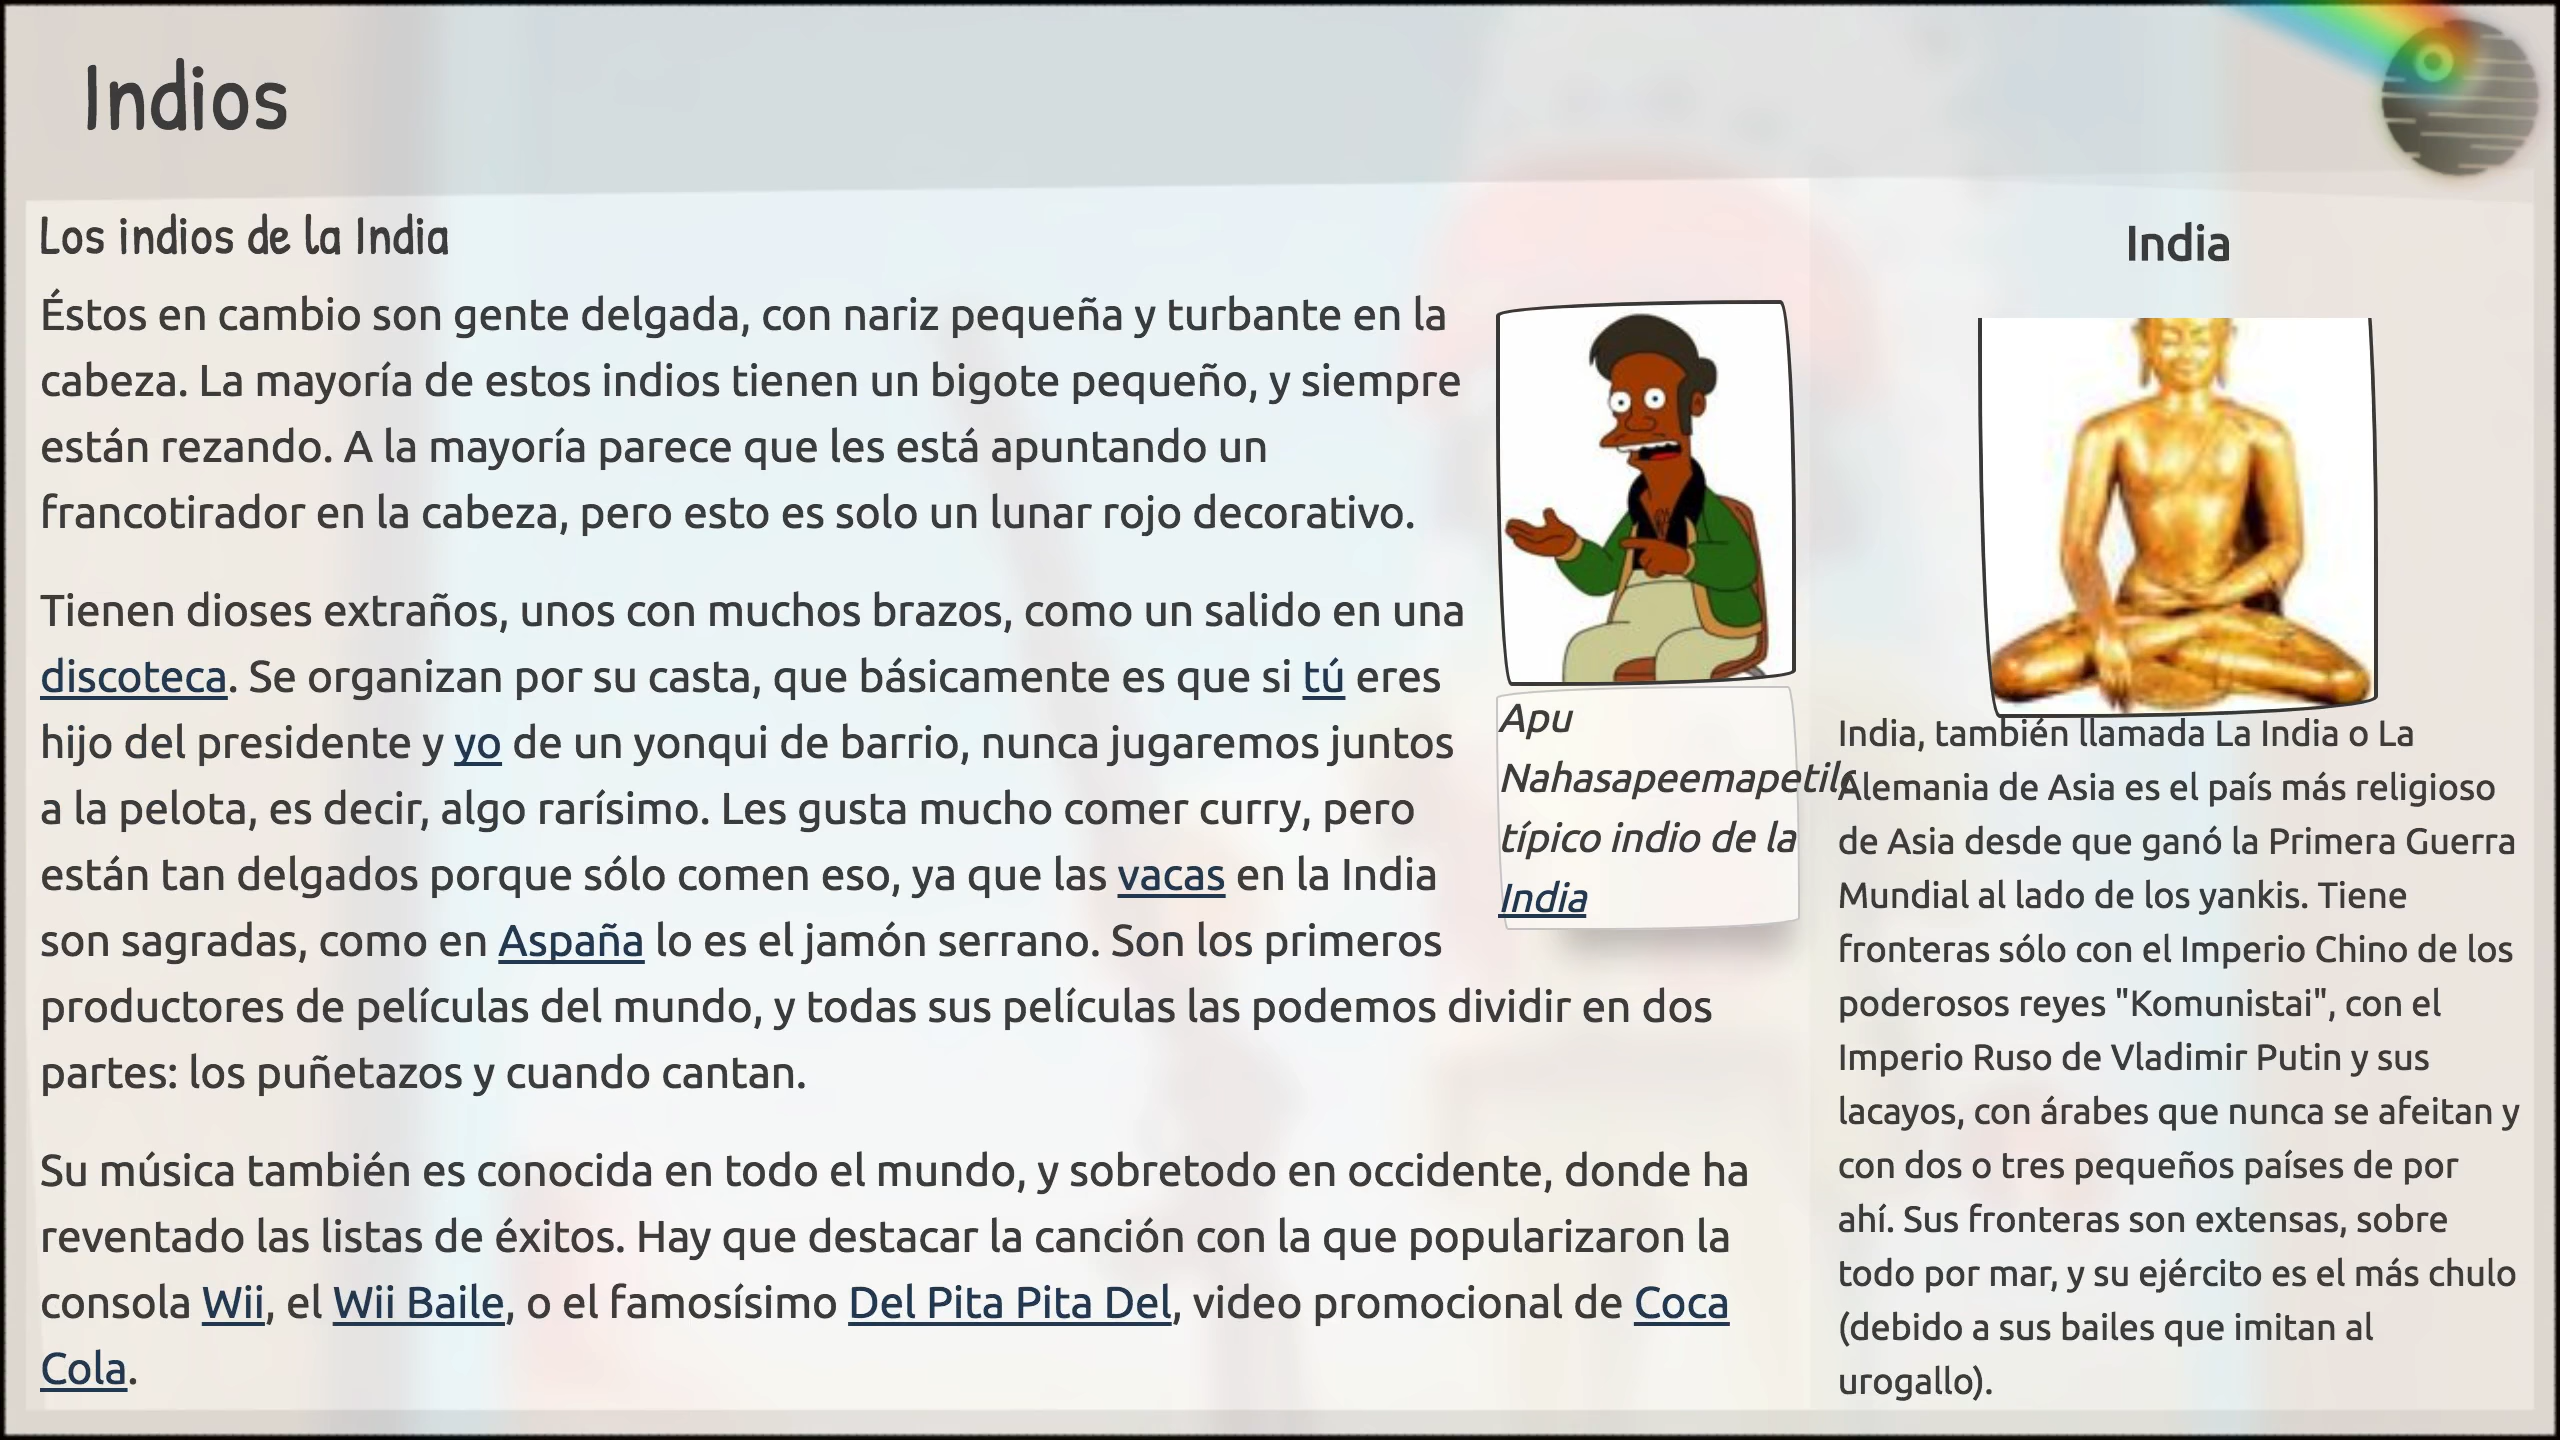 Indios
Los indios de la India
Éstos en cambio son gente delgada, con nariz pequeña y turbante en la
cabeza. La mayoría de estos indios tienen un bigote pequeño, y siempre
están rezando. A la mayoría parece que les está apuntando un
francotirador en la cabeza, pero esto es solo un lunar rojo decorativo.
Tienen dioses extraños, unos con muchos brazos, como un salido en una
discoteca. Se organizan por su casta, que básicamente es que si tú eres
hijo del presidente y yo de un yonqui de barrio, nunca jugaremos juntos
a la pelota, es decir, algo rarísimo. Les gusta mucho comer curry, pero
están tan delgados porque sólo comen eso, ya que las vacas en la India
son sagradas, como en Aspaña lo es el jamón serrano. Son los primeros
productores de películas del mundo, y todas sus películas las podemos dividir en dos
partes: los puñetazos y cuando cantan.
Su música también es conocida en todo el mundo, y sobretodo en occidente, donde ha
reventado las listas de éxitos. Hay que destacar la canción con la que popularizaron la
consola Wii, el Wii Baile, o el famosísimo Del Pita Pita Del, video promocional de Coca
Cola.
Apu
típico indio de la
India
India
India, también llamada La India o La
Alemania de Asia es el país más religioso
de Asia desde que ganó la Primera Guerra
Mundial al lado de los yankis. Tiene
fronteras sólo con el Imperio Chino de los
poderosos reyes "Komunistai", con el
Imperio Ruso de Vladimir Putin y sus
lacayos, con árabes que nunca se afeitan y
con dos o tres pequeños países de por
ahí. Sus fronteras son extensas, sobre
todo por mar, y su ejército es el más chulo
(debido a sus bailes que imitan al
urogallo).